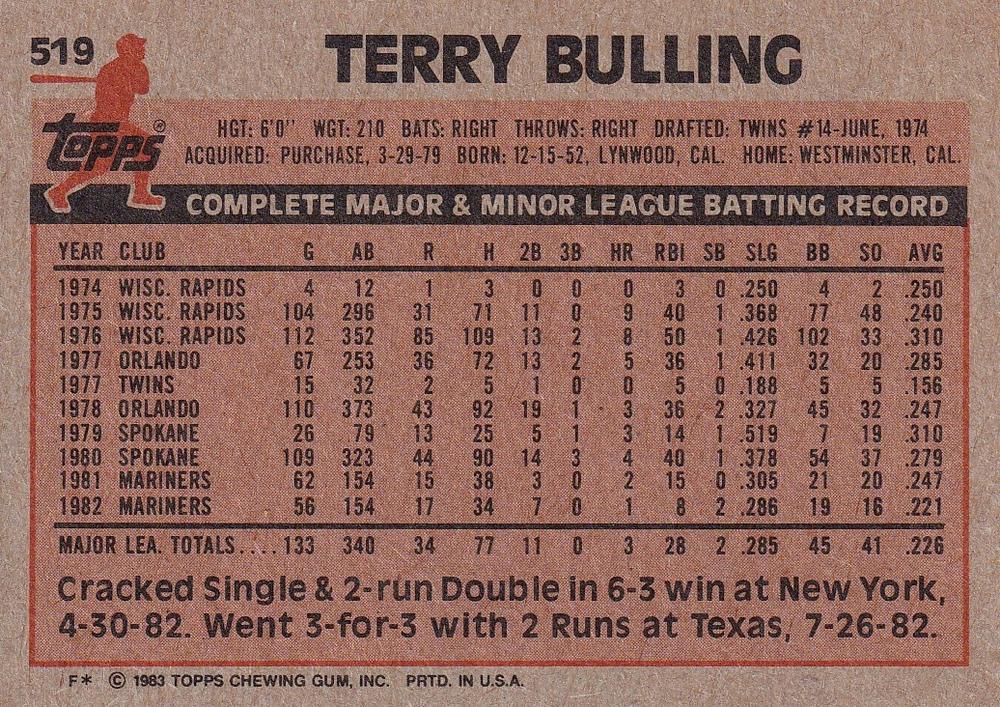 519 TERRY BULLING
Topps®
HGT: 6'0" WGT: 210 BATS: RIGHT THROWS: RIGHT DRAFTED: TWINS #14-JUNE, 1974
ACQUIRED: PURCHASE, 3-29-79 BORN: 12-15-52, LYNWOOD, CAL. HOME: WESTMINSTER, CAL.
COMPLETE MAJOR & MINOR LEAGUE BATTING RECORD
YEAR CLUB G AB R H 2B 3B HR RBI SB SLG BB SO AVG
1974 WISC. RAPIDS 4 12 1 3 0 0 0 3 0 .250 4 2 .250
1975 WISC. RAPIDS 104 296 31 71 11 0 9 40 1 .368 77 48 .240
1976 WISC. RAPIDS 112 352 85 109 13 2 8 50 1 .426 102 33 .310
1977 ORLANDO 67 253 36 72 13 2 5 36 1 .411 32 20 .285
1977 TWINS 15 32 2 5 1 0 0 5 0 .188 5 5 .156
1978 ORLANDO 110 373 43 92 19 1 3 36 2 .327 45 32 .247
1979 SPOKANE 26 79 13 25 5 1 3 14 1 .519 7 19 .310
1980 SPOKANE 109 323 44 90 14 3 4 40 1 .378 54 37 .279
1981 MARINERS 62 154 15 38 3 0 2 15 0 .305 21 20 .247
1982 MARINERS 56 154 17 34 7 0 1 8 2 .286 19 16 .221
MAJOR LEA. TOTALS.... 133 340 34 77 11 0 3 28 2 .285 45 41 .226
Cracked Single & 2-run Double in 6-3 win at New York,
4-30-82. Went 3-for-3 with 2 Runs at Texas, 7-26-82.
F* © 1983 TOPPS CHEWING GUM, INC. PRTD. IN U.S.A.